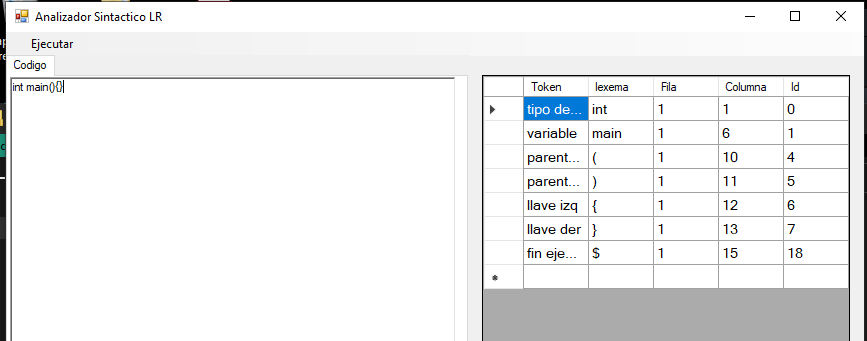 Analizador Sintactico LR
Ejecutar
Codigo
int main(){}
Token lexema Fila Columna Id
tipo de... int 1 1 0
variable main 1 6 1
parent... ( 1 10 4
parent... ) 1 11 5
llave izq { 1 12 6
llave der } 1 13 7
fin eje... $ 1 15 18
*